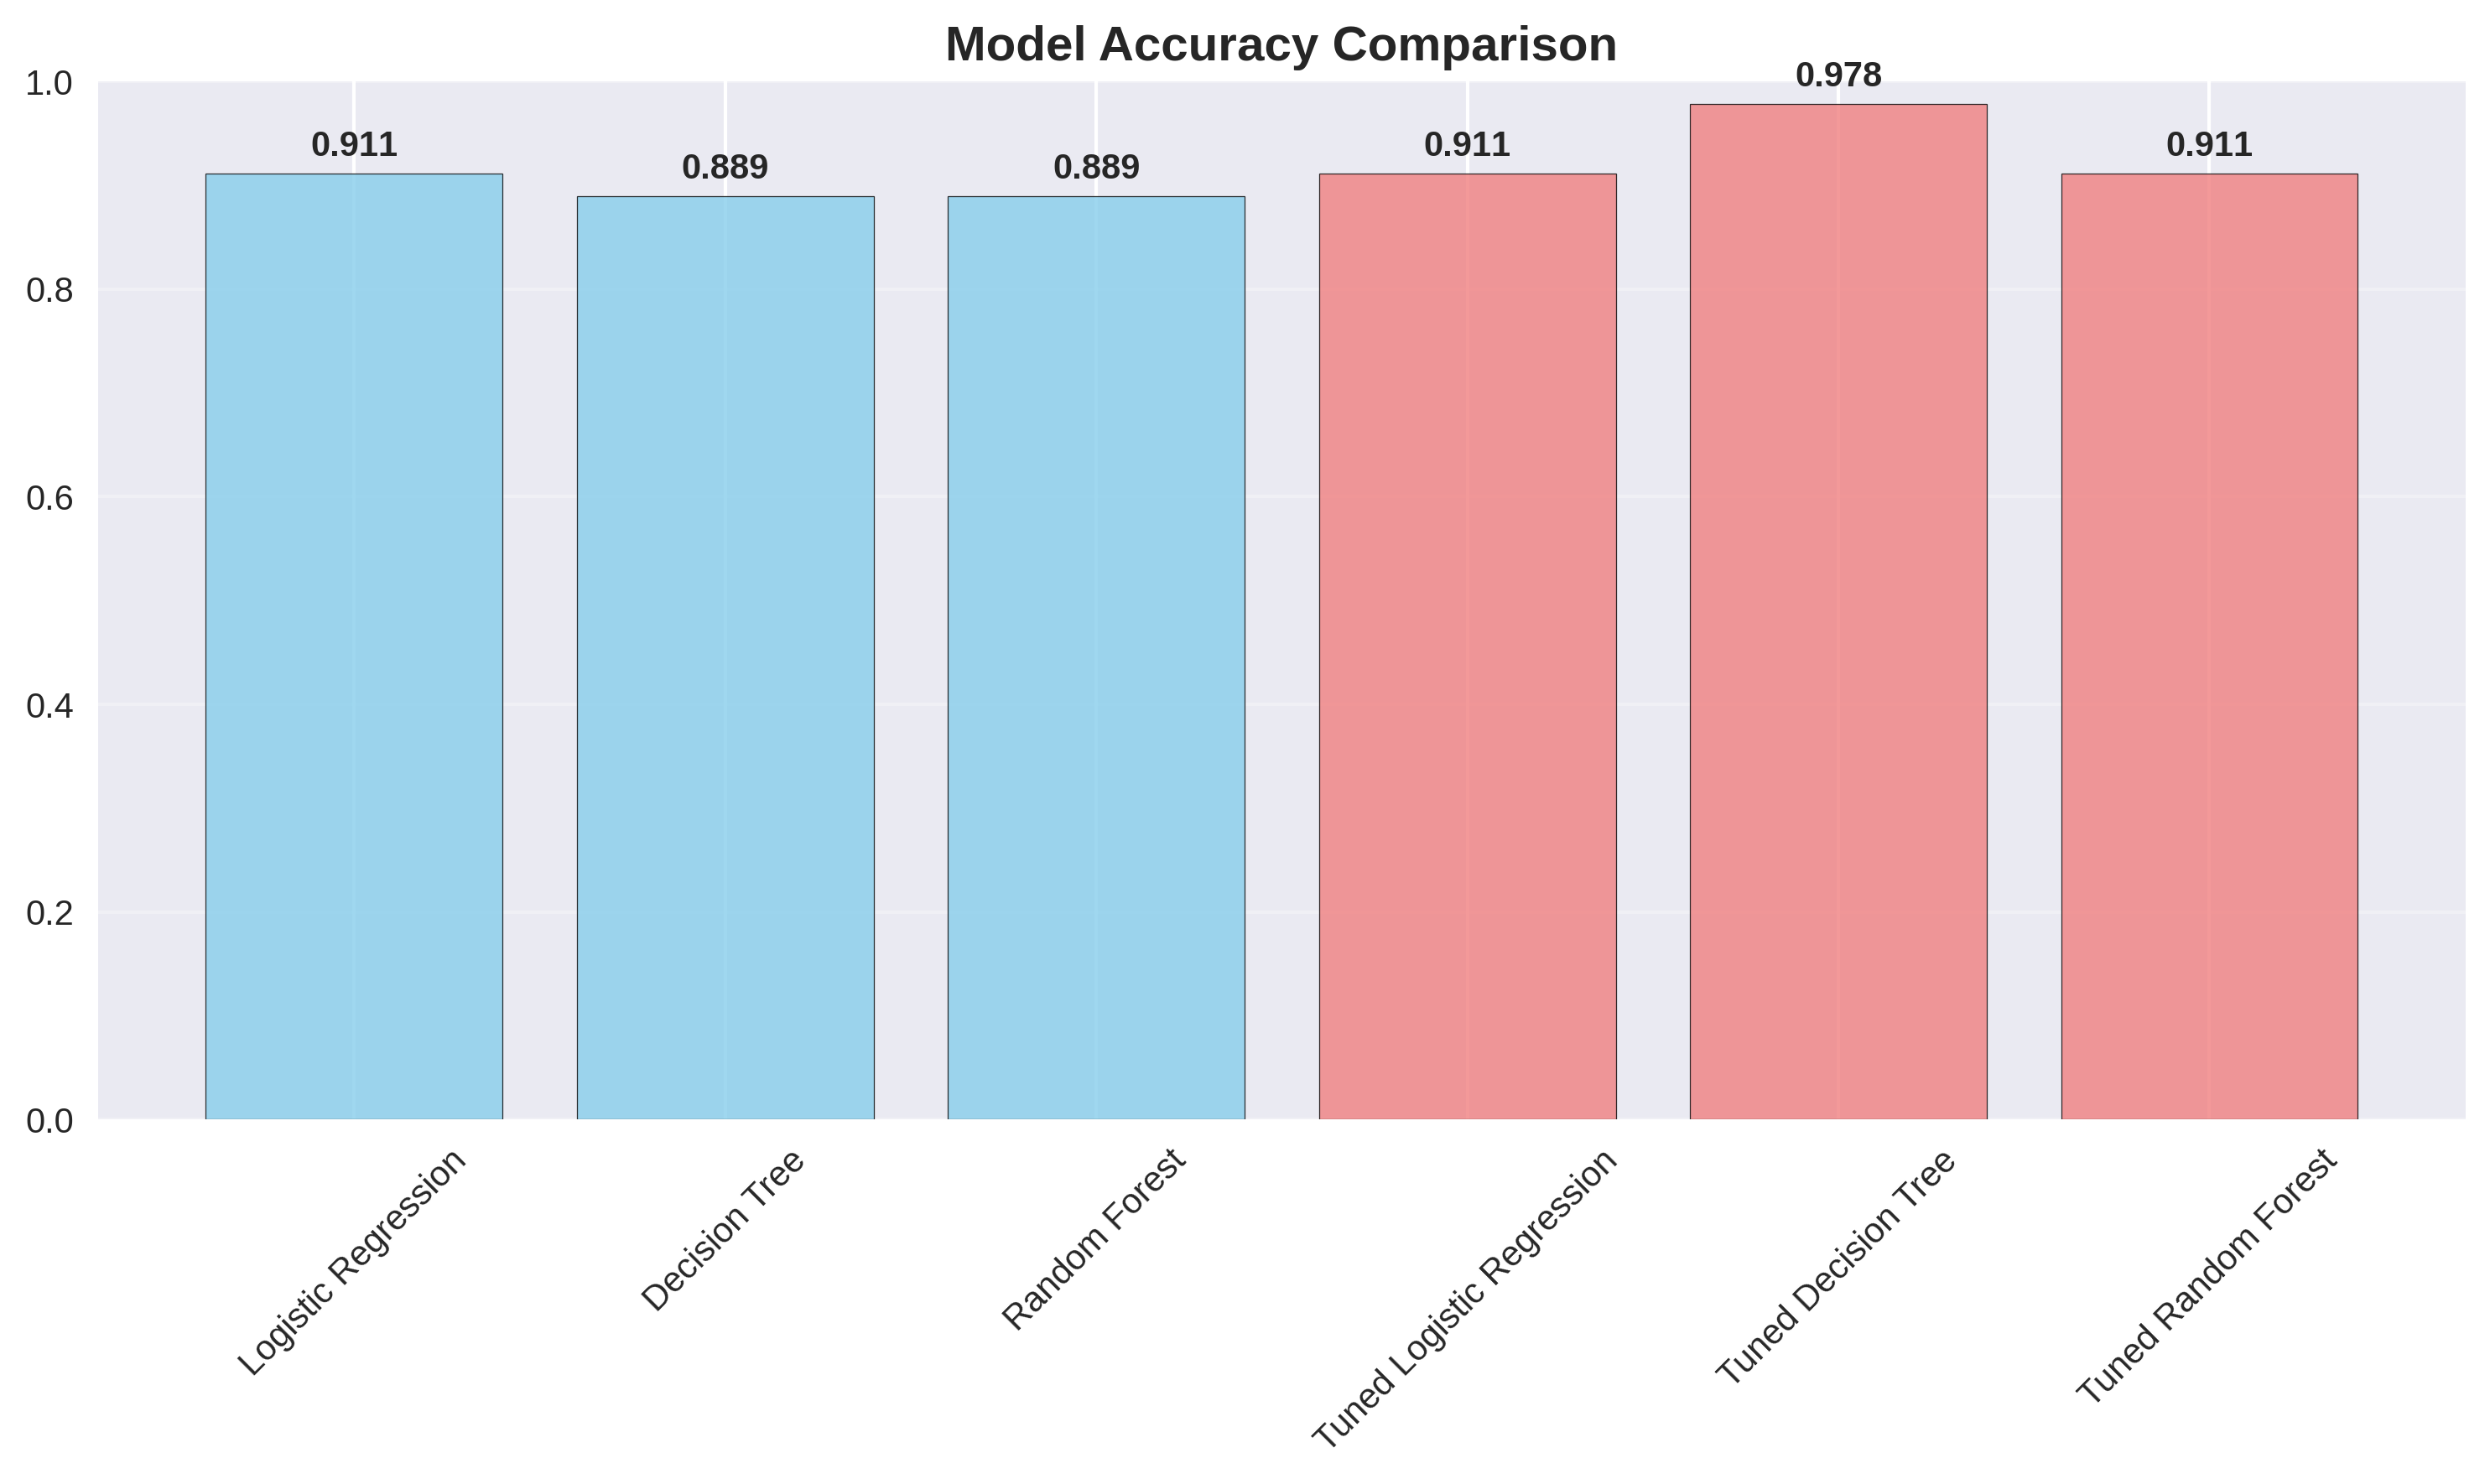 Model Accuracy Comparison
1.0
0.8
0.6
0.4
0.2
0.0
0.911
0.889
0.889
0.911
0.978
0.911
Logistic Regression
Decision Tree
Random Forest
Tuned Logistic Regression
Tuned Decision Tree
Tuned Random Forest